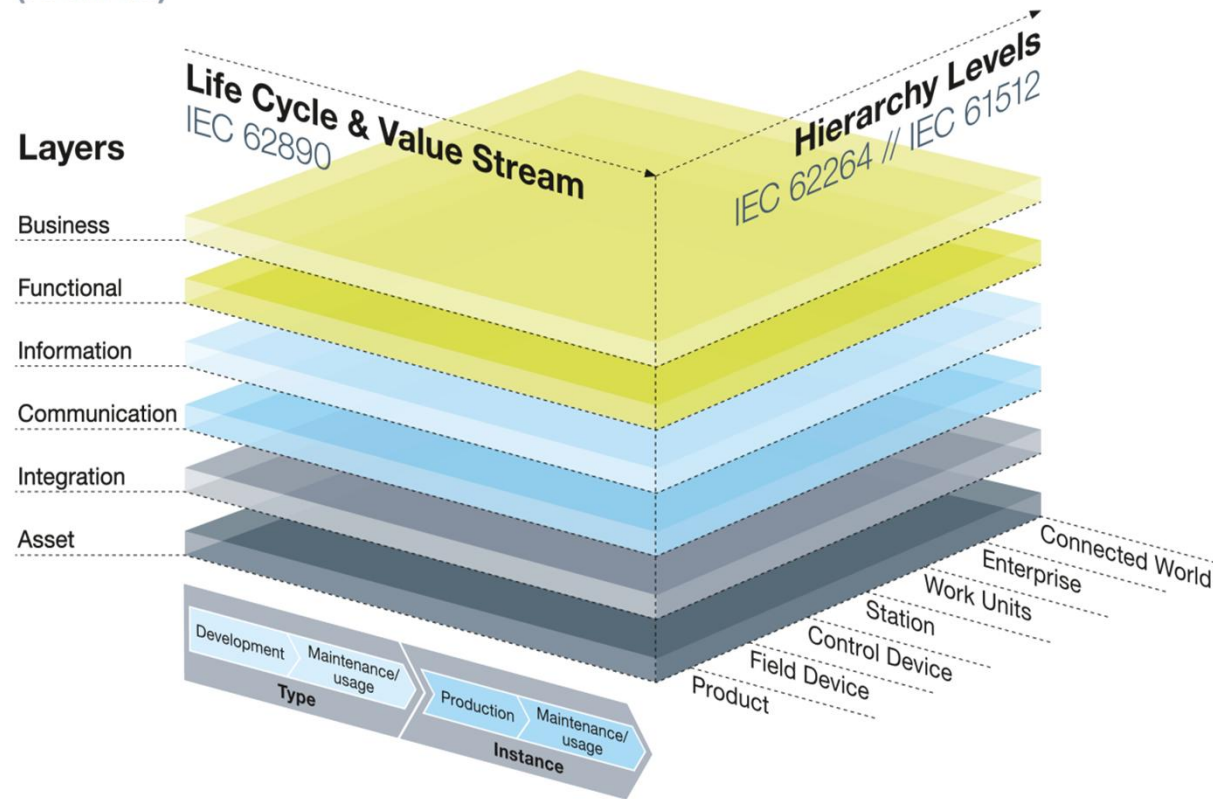 Life Cycle & Value Stream
IEC 62890
Hierarchy Levels
IEC 62264 // IEC 61512
Layers
Business
Functional
Information
Communication
Integration
Asset
Development
Maintenance/
usage
Type
Production
Maintenance/
usage
Instance
Connected World
Enterprise
Work Units
Station
Control Device
Field Device
Product